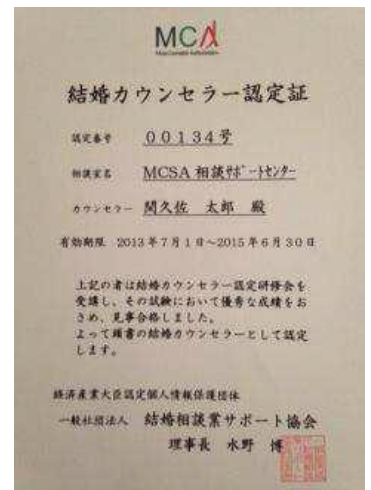 MCA
結婚カウンセラー認定証
認定番号 00134号
相談室名 MCSA相談サポートセンター
カウンセラー 関久佐 太郎 殿
有効期限 2013年7月1日~2015年6月30日
上記の者は結婚カウンセラー認定研修会を
受講し、その試験において優秀な成績をお
さめ、見事合格しました。
よって頭書の結婚カウンセラーとして認定
します。
経済産業大臣認定個人情報保護団体
一般社団法人 結婚相談業サポート協会
理事長 水野 博